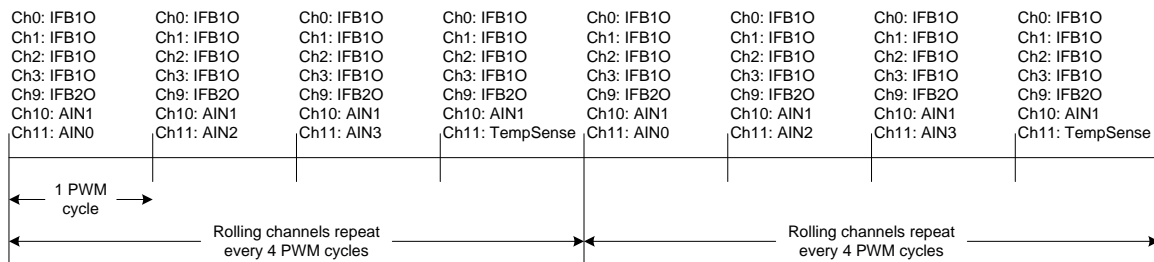 Ch0: IFB1O Ch0: IFB1O Ch0: IFB1O Ch0: IFB1O Ch0: IFB1O Ch0: IFB1O Ch0: IFB1O Ch0: IFB1O
Ch1: IFB1O Ch1: IFB1O Ch1: IFB1O Ch1: IFB1O Ch1: IFB1O Ch1: IFB1O Ch1: IFB1O Ch1: IFB1O
Ch2: IFB1O Ch2: IFB1O Ch2: IFB1O Ch2: IFB1O Ch2: IFB1O Ch2: IFB1O Ch2: IFB1O Ch2: IFB1O
Ch3: IFB1O Ch3: IFB1O Ch3: IFB1O Ch3: IFB1O Ch3: IFB1O Ch3: IFB1O Ch3: IFB1O Ch3: IFB1O
Ch9: IFB2O Ch9: IFB2O Ch9: IFB2O Ch9: IFB2O Ch9: IFB2O Ch9: IFB2O Ch9: IFB2O Ch9: IFB2O
Ch10: AIN1 Ch10: AIN1 Ch10: AIN1 Ch10: AIN1 Ch10: AIN1 Ch10: AIN1 Ch10: AIN1 Ch10: AIN1
Ch11: AIN0 Ch11: AIN2 Ch11: AIN3 Ch11: TempSense Ch11: AIN0 Ch11: AIN2 Ch11: AIN3 Ch11: TempSense
1 PWM
cycle
Rolling channels repeat
every 4 PWM cycles
Rolling channels repeat
every 4 PWM cycles